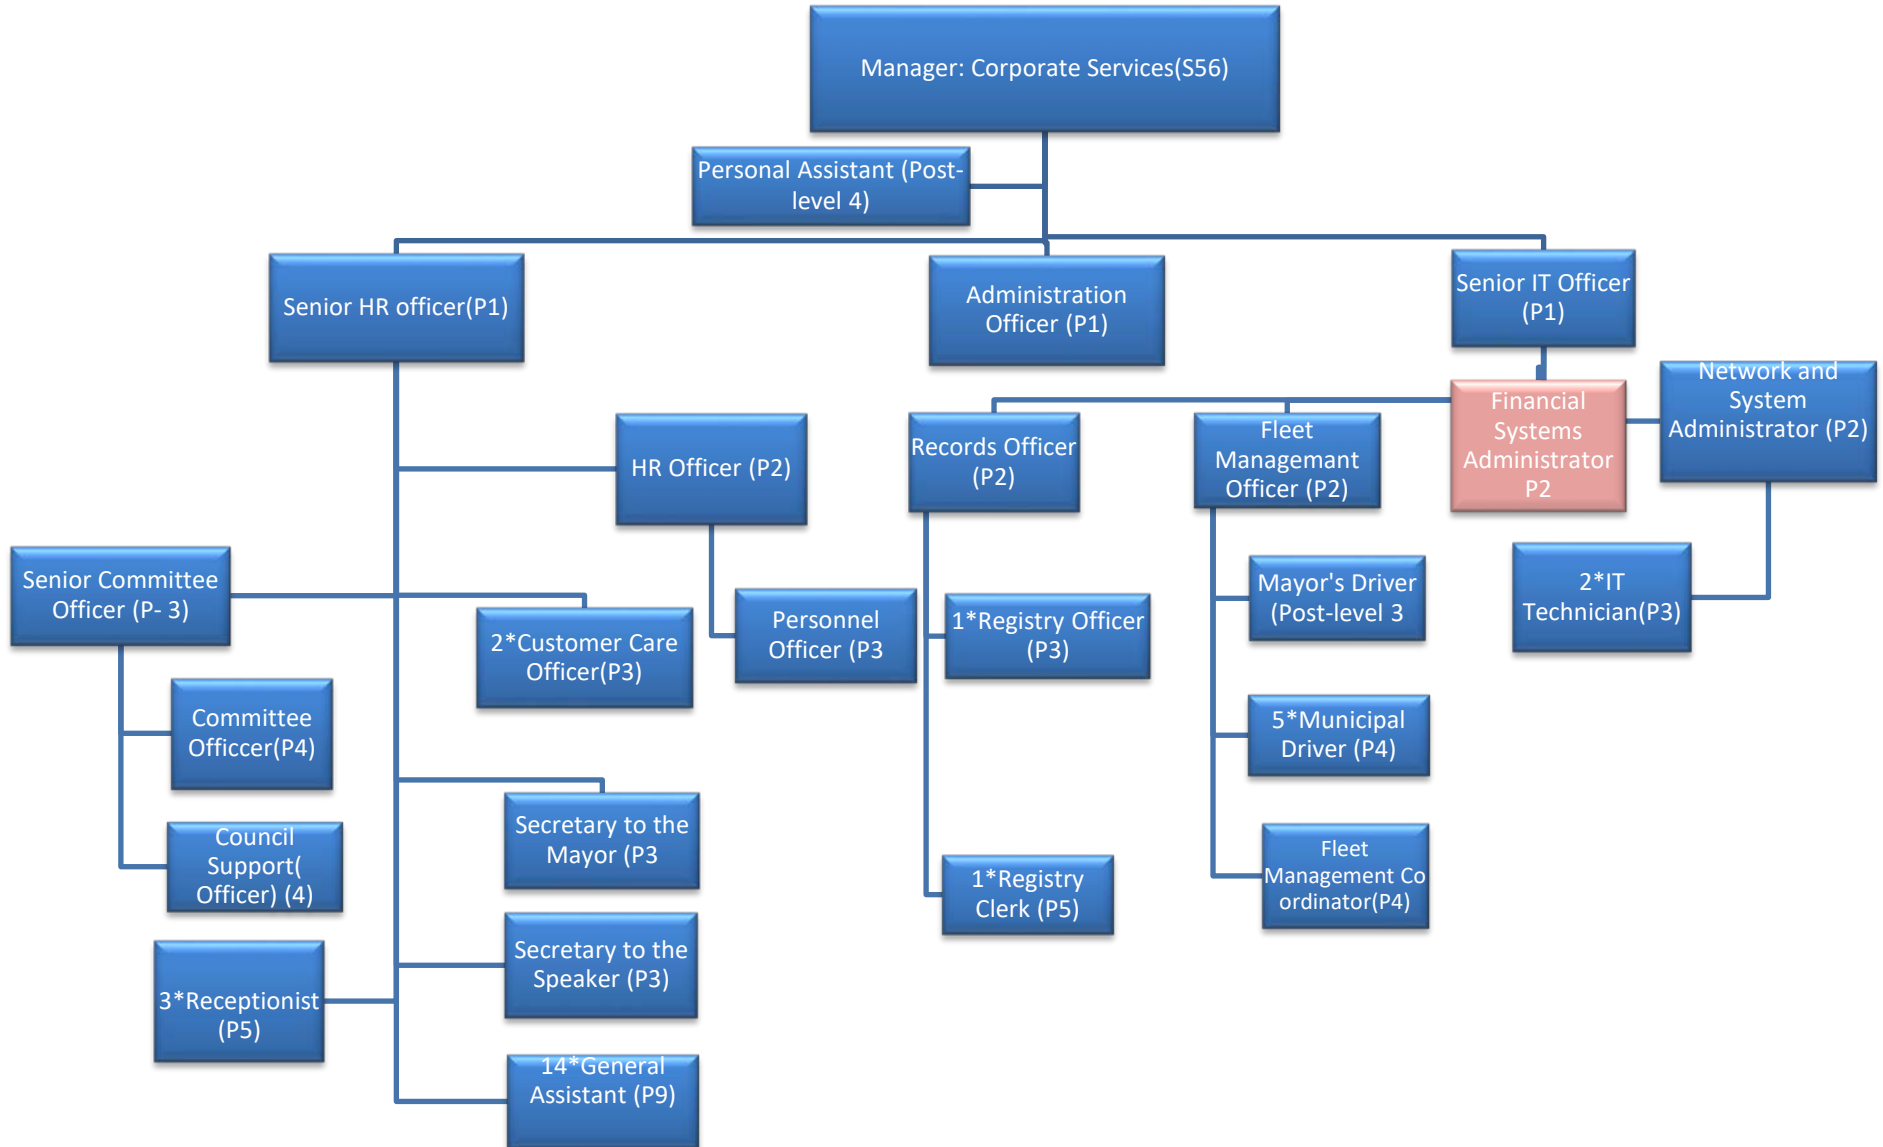 Manager: Corporate Services(S56)
Personal Assistant (Post-
level 4)
Senior HR officer(P1)
Administration
Officer (P1)
Senior IT Officer
(P1)
HR Officer (P2)
Records Officer
(P2)
Fleet
Managemant
Officer (P2)
Financial
Systems
Administrator
P2
Network and
System
Administrator (P2)
Senior Committee
Officer (P- 3)
2*Customer Care
Officer(P3)
Personnel
Officer (P3
1*Registry Officer
(P3)
Mayor's Driver
(Post-level 3
2*IT
Technician(P3)
Committee
Officcer(P4)
5*Municipal
Driver (P4)
Council
Support(
Officer) (4)
Secretary to the
Mayor (P3
1*Registry
Clerk (P5)
Fleet
Management Co
ordinator(P4)
3*Receptionist
(P5)
Secretary to the
Speaker (P3)
14*General
Assistant (P9)